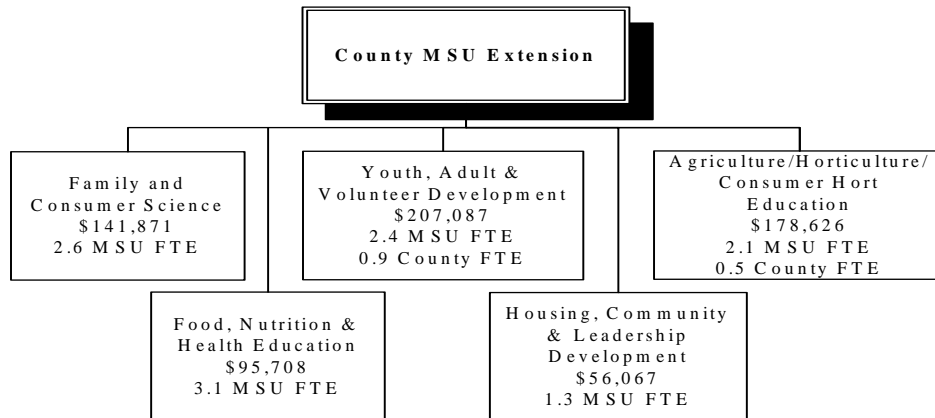 County MSU Extension
Family and
Consumer Science
$141,871
2.6 MSU FTE
Youth, Adult &
Volunteer Development
$207,087
2.4 MSU FTE
0.9 County FTE
Agriculture/Horticulture/
Consumer Hort
Education
$178,626
2.1 MSU FTE
0.5 County FTE
Food, Nutrition &
Health Education
$95,708
3.1 MSU FTE
Housing, Community
& Leadership
Development
$56,067
1.3 MSU FTE